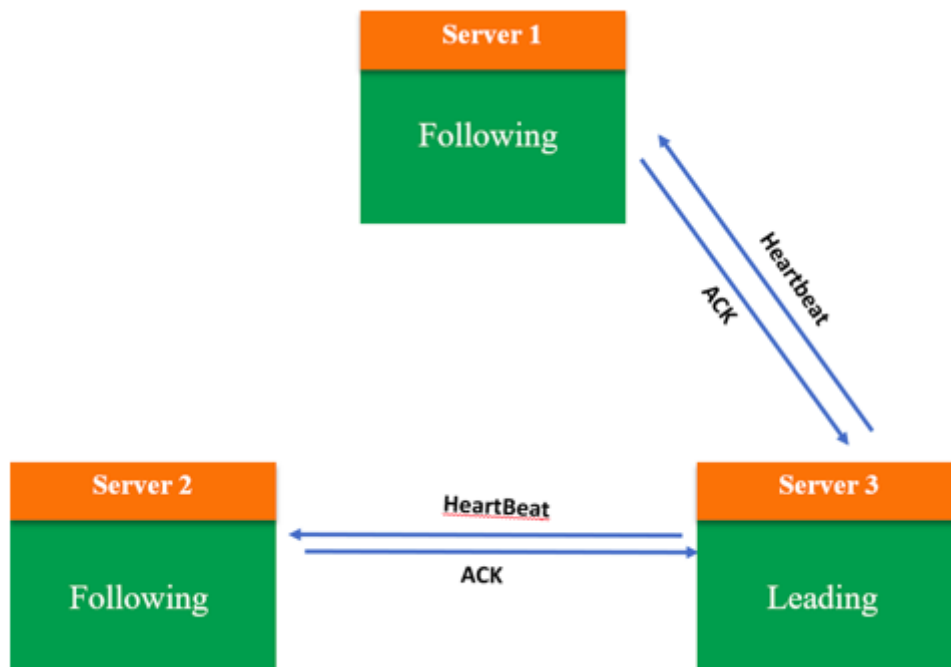 Server 1
Following
Heartbeat
ACK
Server 2
HeartBeat
Server 3
ACK
Following
Leading